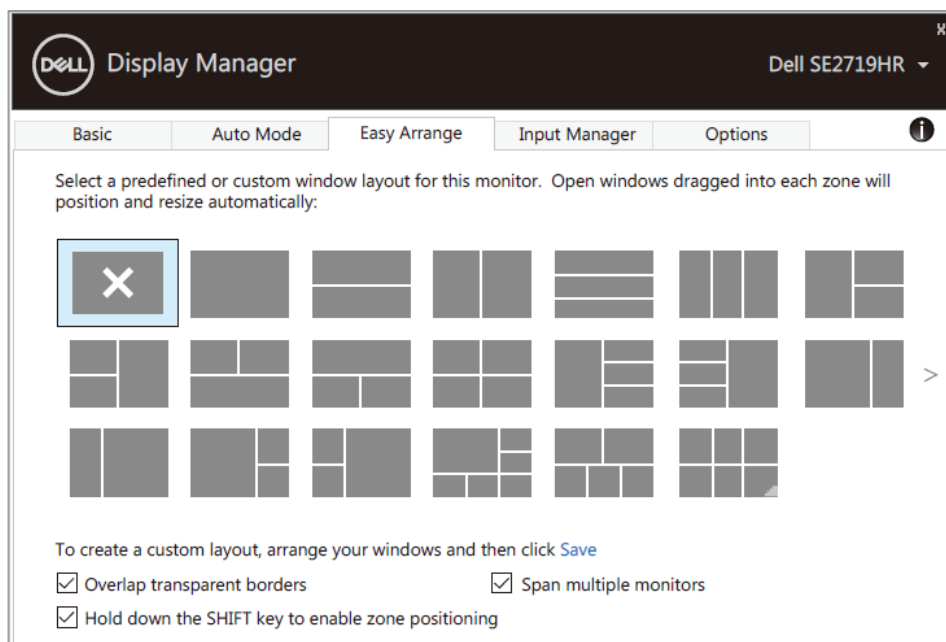 DELL Display Manager
Dell SE2719HR
Basic Auto Mode Easy Arrange Input Manager Options
Select a predefined or custom window layout for this monitor. Open windows dragged into each zone will
position and resize automatically:
To create a custom layout, arrange your windows and then click Save
Overlap transparent borders
Span multiple monitors
Hold down the SHIFT key to enable zone positioning